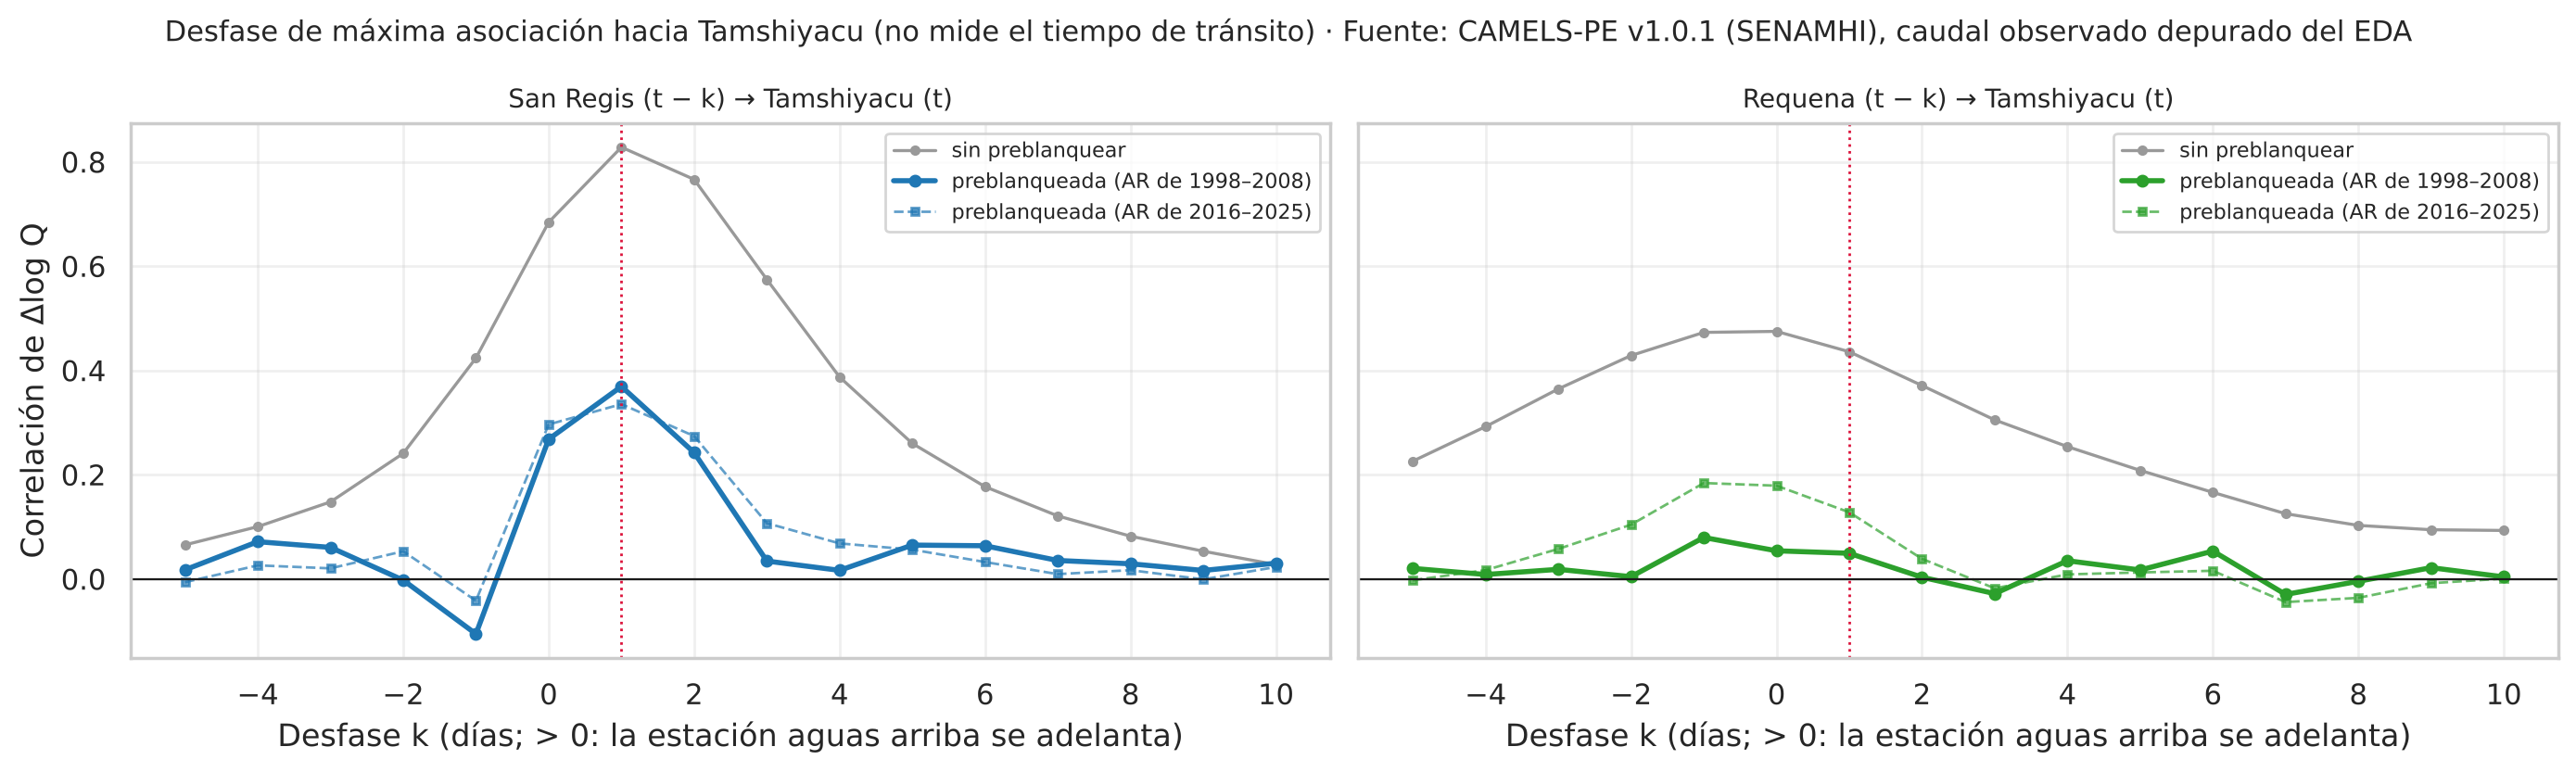 Desfase de máxima asociación hacia Tamshiyacu (no mide el tiempo de tránsito) · Fuente: CAMELS-PE v1.0.1 (SENAMHI), caudal observado depurado del EDA
San Regis (t − k) → Tamshiyacu (t)
sin preblanquear
preblanqueada (AR de 1998–2008)
preblanqueada (AR de 2016–2025)
Correlación de Δlog Q
0.8
0.6
0.4
0.2
0.0
−4 −2 0 2 4 6 8 10
Desfase k (días; > 0: la estación aguas arriba se adelanta)
Requena (t − k) → Tamshiyacu (t)
sin preblanquear
preblanqueada (AR de 1998–2008)
preblanqueada (AR de 2016–2025)
−4 −2 0 2 4 6 8 10
Desfase k (días; > 0: la estación aguas arriba se adelanta)